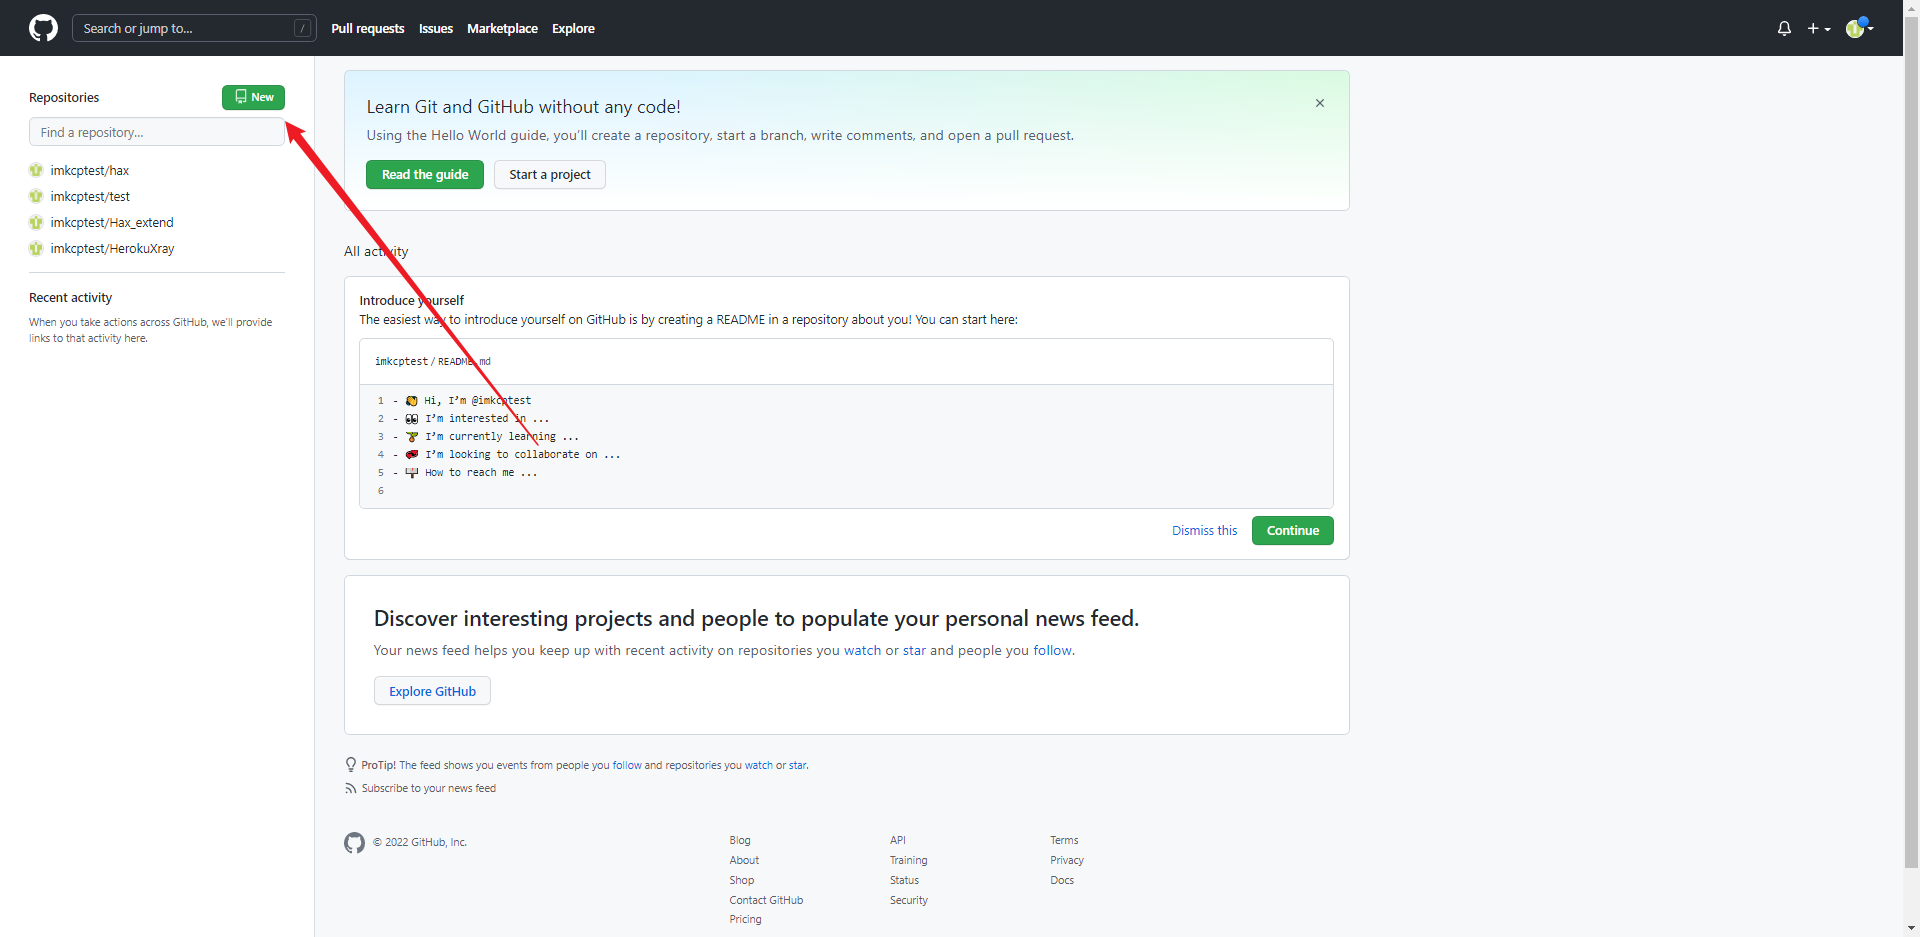 Search or jump to... /
Pull requests Issues Marketplace Explore
Repositories
New
Find a repository...
imkcptest/hax
imkcptest/test
imkcptest/Hax_extend
imkcptest/HerokuXray
Recent activity
When you take actions across GitHub, we'll provide
links to that activity here.
Learn Git and GitHub without any code!
Using the Hello World guide, you'll create a repository, start a branch, write comments, and open a pull request.
Read the guide
Start a project
All activity
Introduce yourself
The easiest way to introduce yourself on GitHub is by creating a README in a repository about you! You can start here:
imkcptest / README.md
1 - 👋 Hi, I'm @imkcptest
2 - 👀 I'm interested in ...
3 - 🌱 I'm currently learning ...
4 - 💞️ I'm looking to collaborate on ...
5 - 📫 How to reach me ...
6
Dismiss this
Continue
Discover interesting projects and people to populate your personal news feed.
Your news feed helps you keep up with recent activity on repositories you watch or star and people you follow.
Explore GitHub
ProTip! The feed shows you events from people you follow and repositories you watch or star.
Subscribe to your news feed
© 2022 GitHub, Inc.
Blog
About
Shop
Contact GitHub
Pricing
API
Training
Status
Security
Terms
Privacy
Docs